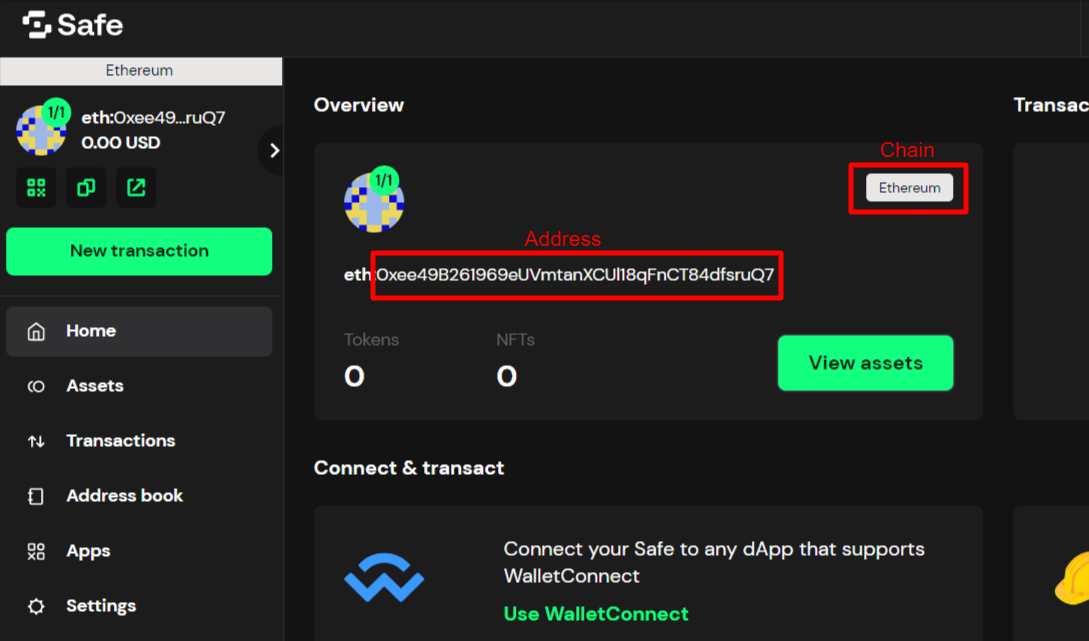 Safe
Ethereum
1/1
eth:0xee49...ruQ7
0.00 USD
New transaction
Home
Assets
Transactions
Address book
Apps
Settings
Overview
Transac
Chain
1/1
Ethereum
Address
eth:0xee49B261969eUVmtanXCUl18qFnCT84dfsruQ7
Tokens
NFTs
0
0
View assets
Connect & transact
Connect your Safe to any dApp that supports
WalletConnect
Use WalletConnect